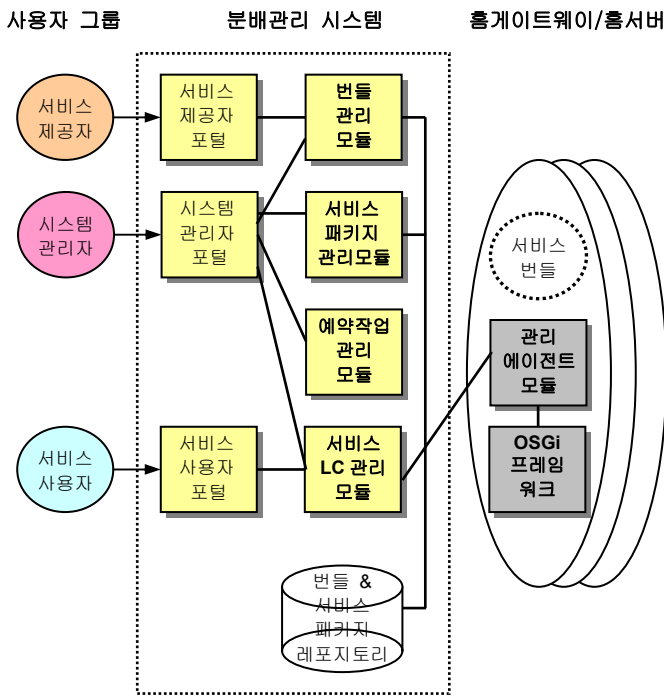 사용자 그룹
분배관리 시스템
홈게이트웨이/홈서버
서비스
제공자
서비스
제공자
포털
번들
관리
모듈
시스템
관리자
시스템
관리자
포털
서비스
패키지
관리모듈
서비스
번들
예약작업
관리
모듈
관리
에이전트
모듈
서비스
사용자
서비스
사용자
포털
서비스
LC 관리
모듈
OSGi
프레임
워크
번들 &
서비스
패키지
레포지토리